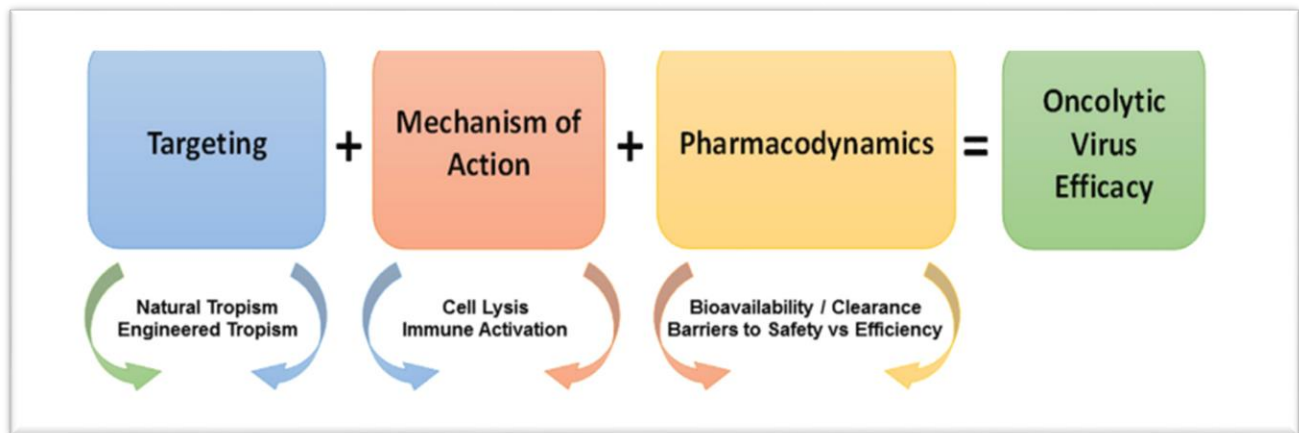 Targeting
+
Mechanism of
Action
+
Pharmacodynamics
=
Oncolytic
Virus
Efficacy
Natural Tropism
Engineered Tropism
Cell Lysis
Immune Activation
Bioavailability / Clearance
Barriers to Safety vs Efficiency